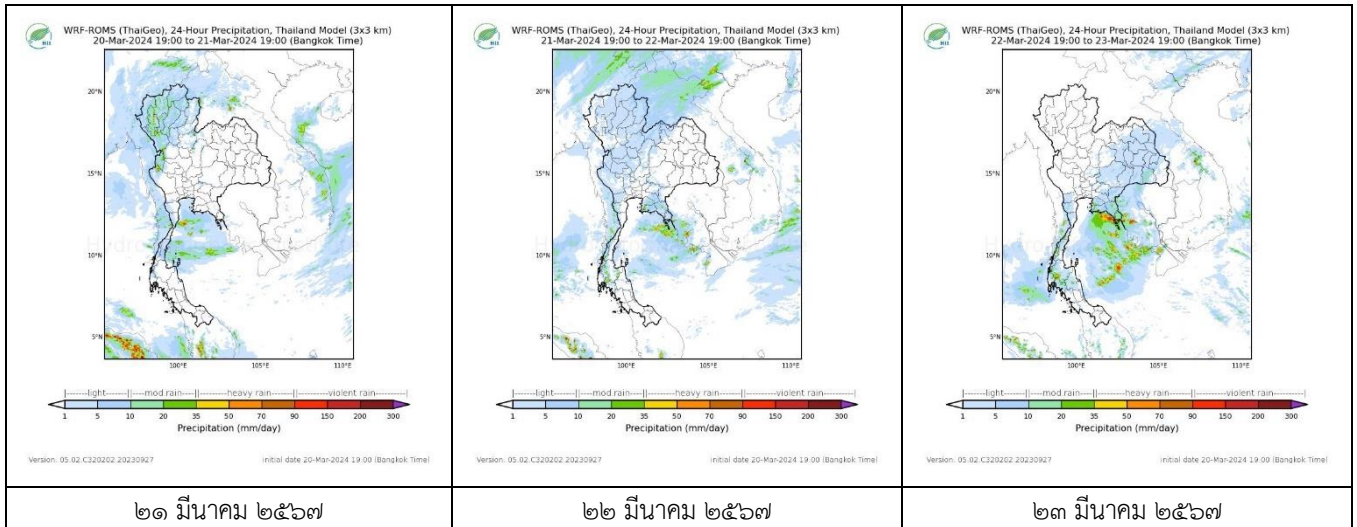 WRF-ROMS (ThaiGeo), 24-Hour Precipitation, Thailand Model (3x3 km)
20-Mar-2024 19:00 to 21-Mar-2024 19:00 (Bangkok Time)
HII
20°N
15°N
10°N
5°N
100°E 105°E 110°E
light mod rain heavy rain violent rain
1 5 10 20 35 50 70 90 150 200 300
Precipitation (mm/day)
Version: 05.02.C320202.20230927 initial date 20-Mar-2024 19:00 (Bangkok Time)
๒๑ มีนาคม ๒๕๖๗
WRF-ROMS (ThaiGeo), 24-Hour Precipitation, Thailand Model (3x3 km)
21-Mar-2024 19:00 to 22-Mar-2024 19:00 (Bangkok Time)
HII
20°N
15°N
10°N
5°N
100°E 105°E 110°E
light mod rain heavy rain violent rain
1 5 10 20 35 50 70 90 150 200 300
Precipitation (mm/day)
Version: 05.02.C320202.20230927 initial date 20-Mar-2024 19:00 (Bangkok Time)
๒๒ มีนาคม ๒๕๖๗
WRF-ROMS (ThaiGeo), 24-Hour Precipitation, Thailand Model (3x3 km)
22-Mar-2024 19:00 to 23-Mar-2024 19:00 (Bangkok Time)
HII
20°N
15°N
10°N
5°N
100°E 105°E 110°E
light mod rain heavy rain violent rain
1 5 10 20 35 50 70 90 150 200 300
Precipitation (mm/day)
Version: 05.02.C320202.20230927 initial date 20-Mar-2024 19:00 (Bangkok Time)
๒๓ มีนาคม ๒๕๖๗